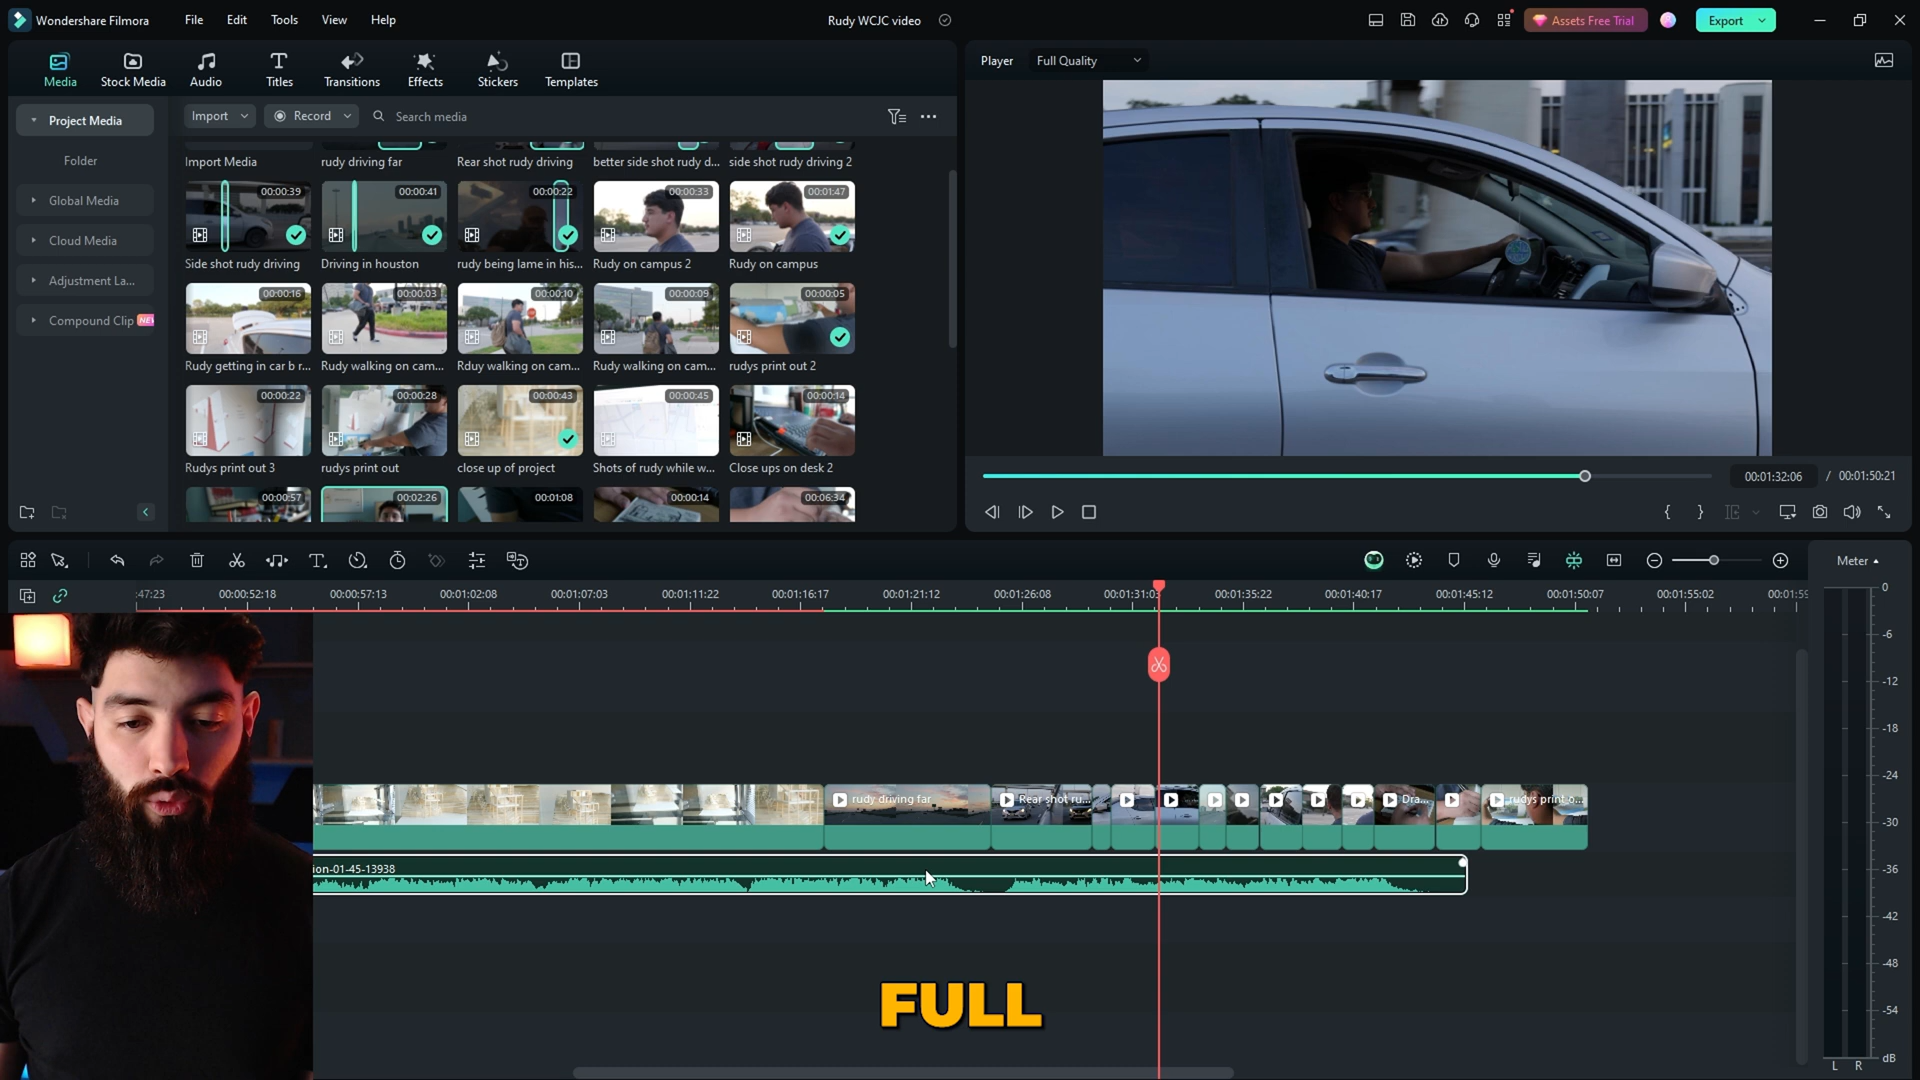 Wondershare Filmora File Edit Tools View Help
Rudy WCJC video
Assets Free Trial
Export
Media Stock Media Audio Titles Transitions Effects Stickers Templates
Player Full Quality
Project Media
Folder
Global Media
Cloud Media
Adjustment La...
Compound Clip NEW
Import Record Search media
Import Media rudy driving far Rear shot rudy driving better side shot rudy d... side shot rudy driving 2
00:00:39 00:00:41 00:00:22 00:00:33 00:01:47
Side shot rudy driving Driving in houston rudy being lame in his... Rudy on campus 2 Rudy on campus
00:00:16 00:00:03 00:00:10 00:00:09 00:00:05
Rudy getting in car b r... Rudy walking on cam... Rduy walking on cam... Rudy walking on cam... rudys print out 2
00:00:22 00:00:28 00:00:43 00:00:45 00:00:14
Rudys print out 3 rudys print out close up of project Shots of rudy while w... Close ups on desk 2
00:00:57 00:02:26 00:01:08 00:00:14 00:06:34
00:01:32:06 / 00:01:50:21
Meter
:47:23 00:00:52:18 00:00:57:13 00:01:02:08 00:01:07:03 00:01:11:22 00:01:16:17 00:01:21:12 00:01:26:08 00:01:31:03 00:01:35:22 00:01:40:17 00:01:45:12 00:01:50:07 00:01:55:02 00:01:59
rudy driving far Rear shot ru... Dra... rudys print o...
ion-01-45-13938
FULL
0
-6
-12
-18
-24
-30
-36
-42
-48
-54
dB
L R